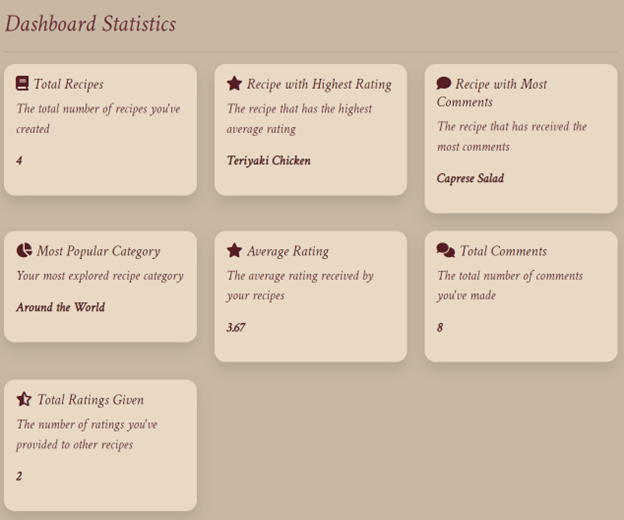 Dashboard Statistics
Total Recipes
The total number of recipes you've
created
4
Recipe with Highest Rating
The recipe that has the highest
average rating
Teriyaki Chicken
Recipe with Most
Comments
The recipe that has received the
most comments
Caprese Salad
Most Popular Category
Your most explored recipe category
Around the World
Average Rating
The average rating received by
your recipes
3.67
Total Comments
The total number of comments
you've made
8
Total Ratings Given
The number of ratings you've
provided to other recipes
2